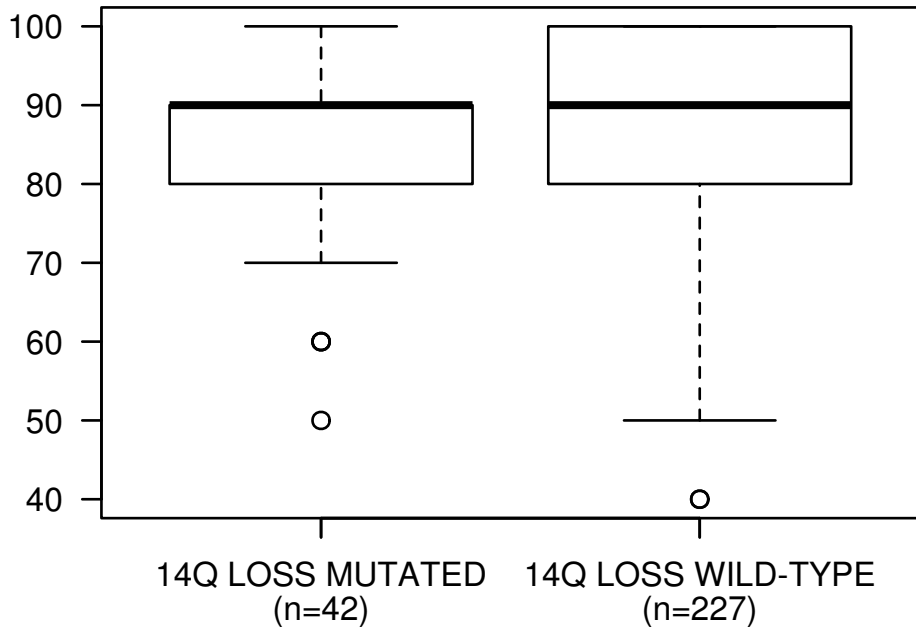 100
90
80
70
60
50
40
14Q LOSS MUTATED
(n=42)
14Q LOSS WILD-TYPE
(n=227)